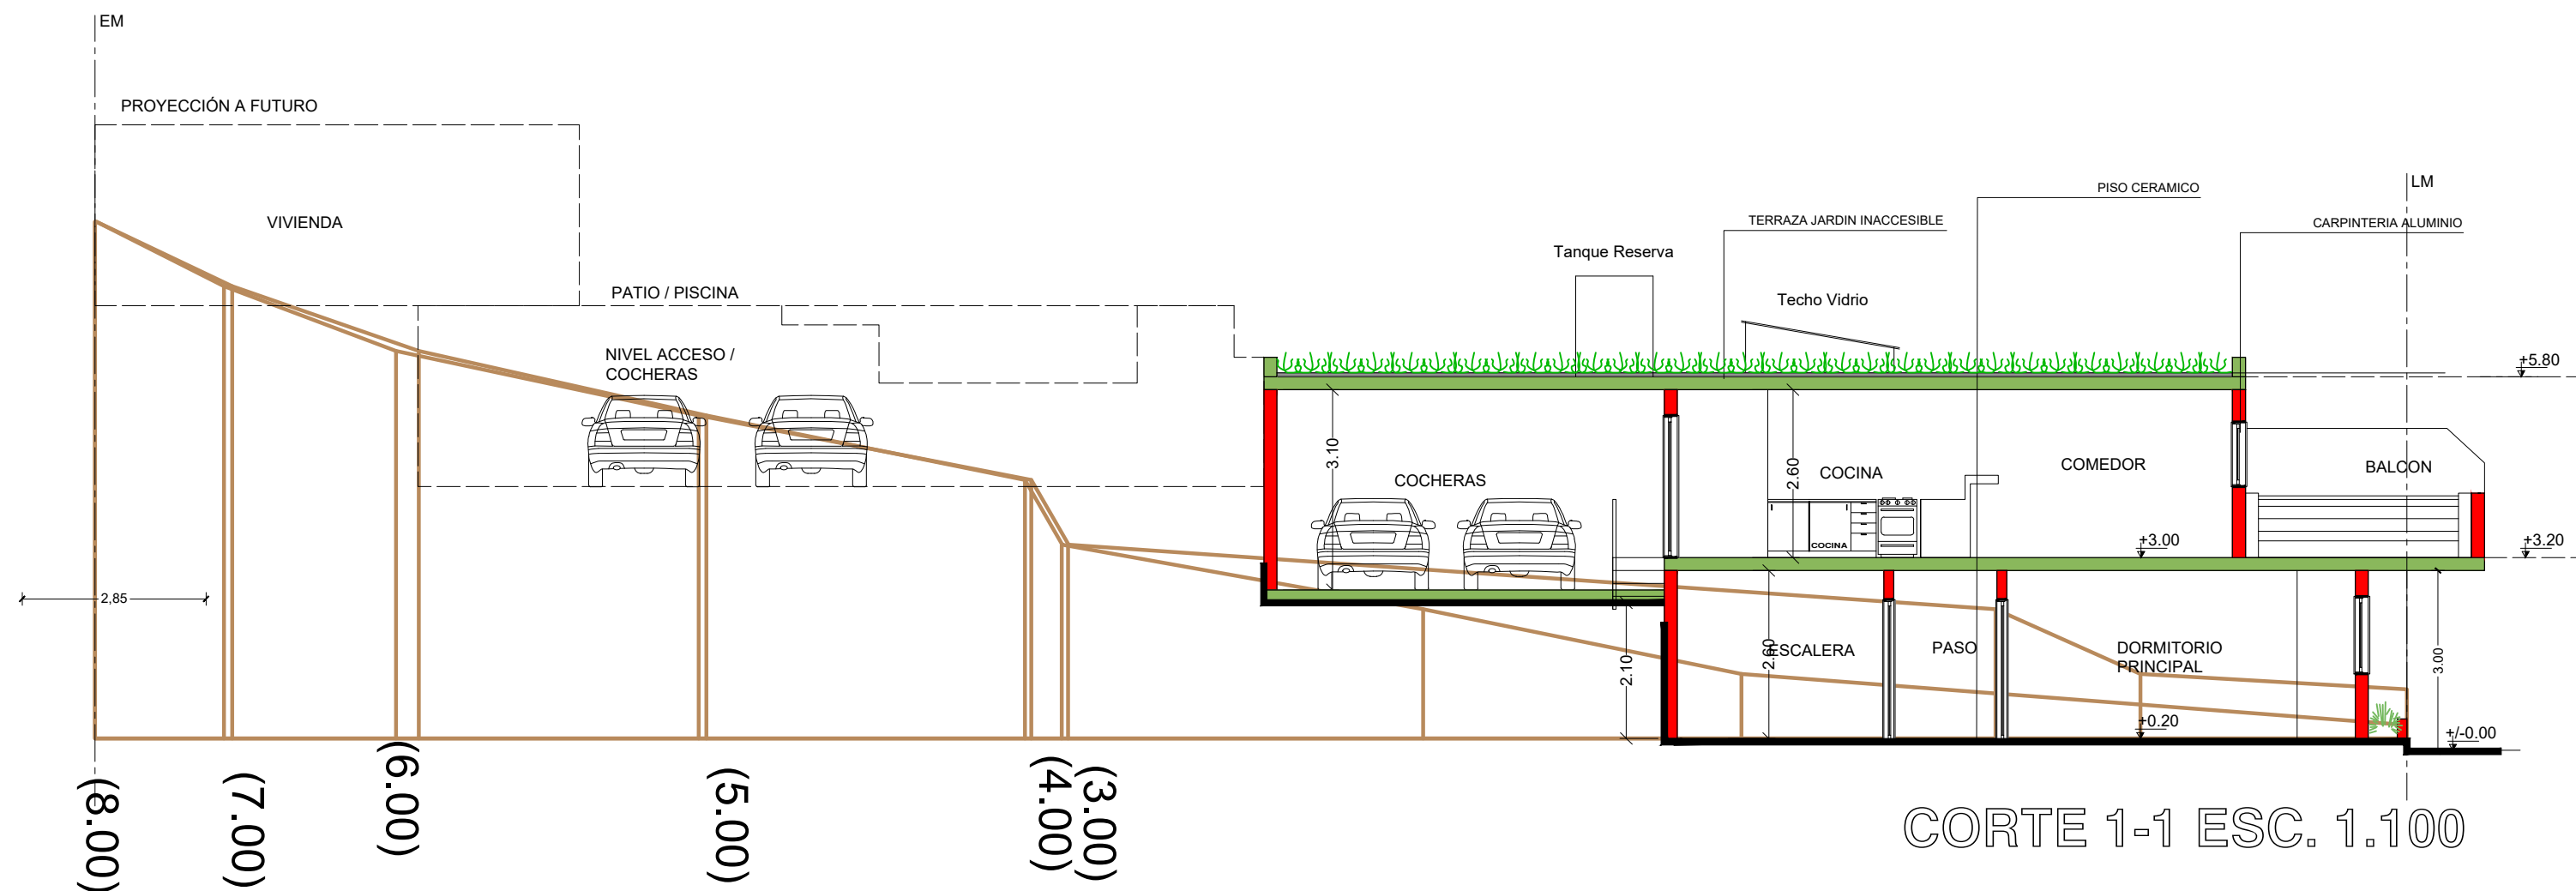 EM
PROYECCIÓN A FUTURO
LM
PISO CERAMICO
VIVIENDA
TERRAZA JARDIN INACCESIBLE
CARPINTERIA ALUMINIO
Tanque Reserva
PATIO / PISCINA
Techo Vidrio
NIVEL ACCESO /
COCHERAS
+5.80
3.10
2.60
COCHERAS
COCINA
COMEDOR
BALCON
COCINA
+3.00
+3.20
2,85
2.10
2.60
ESCALERA
PASO
DORMITORIO
PRINCIPAL
3.00
+0.20
+/-0.00
(8.00)
(7.00)
(6.00)
(5.00)
(4.00)
(3.00)
CORTE 1-1 ESC. 1.100